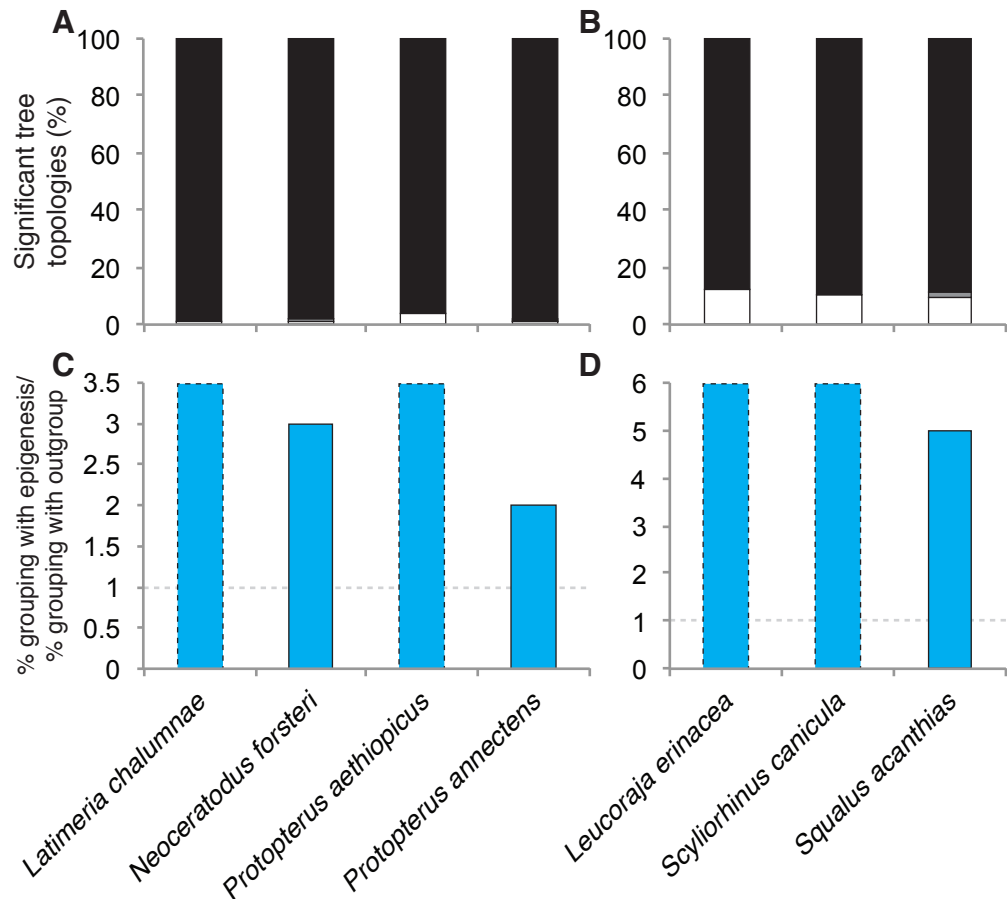 A
B
Significant tree
topologies (%)
100
80
60
40
20
0
100
80
60
40
20
0
C
D
% grouping with epigenesis/
% grouping with outgroup
3.5
3
2.5
2
1.5
1
0.5
0
6
5
4
3
2
1
0
Latimeria chalumnae
Neoceratodus forsteri
Protopterus aethiopicus
Protopterus annectens
Leucoraja erinacea
Scyliorhinus canicula
Squalus acanthias